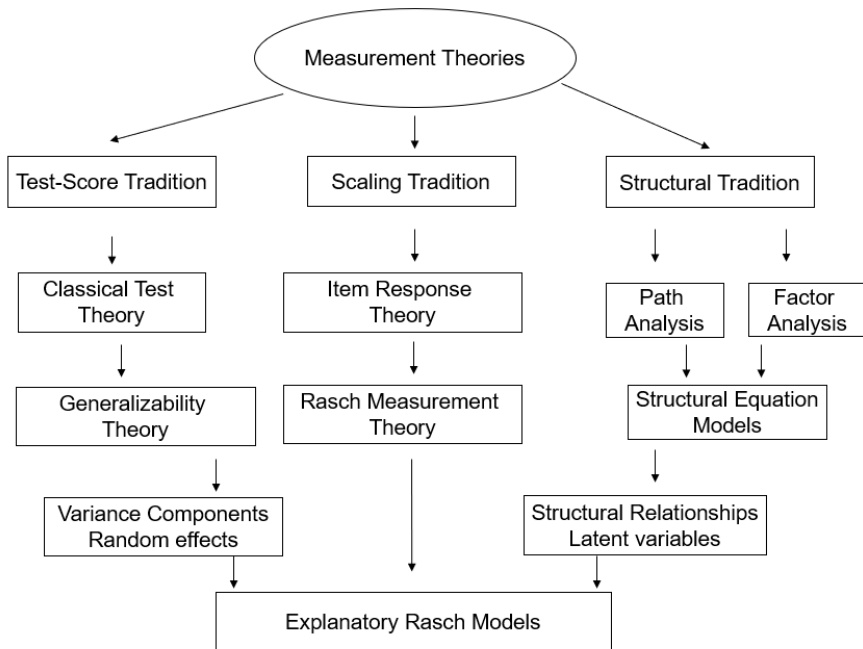 Measurement Theories
Test-Score Tradition
Scaling Tradition
Structural Tradition
Classical Test
Theory
Item Response
Theory
Path
Analysis
Factor
Analysis
Generalizability
Theory
Rasch Measurement
Theory
Structural Equation
Models
Variance Components
Random effects
Structural Relationships
Latent variables
Explanatory Rasch Models